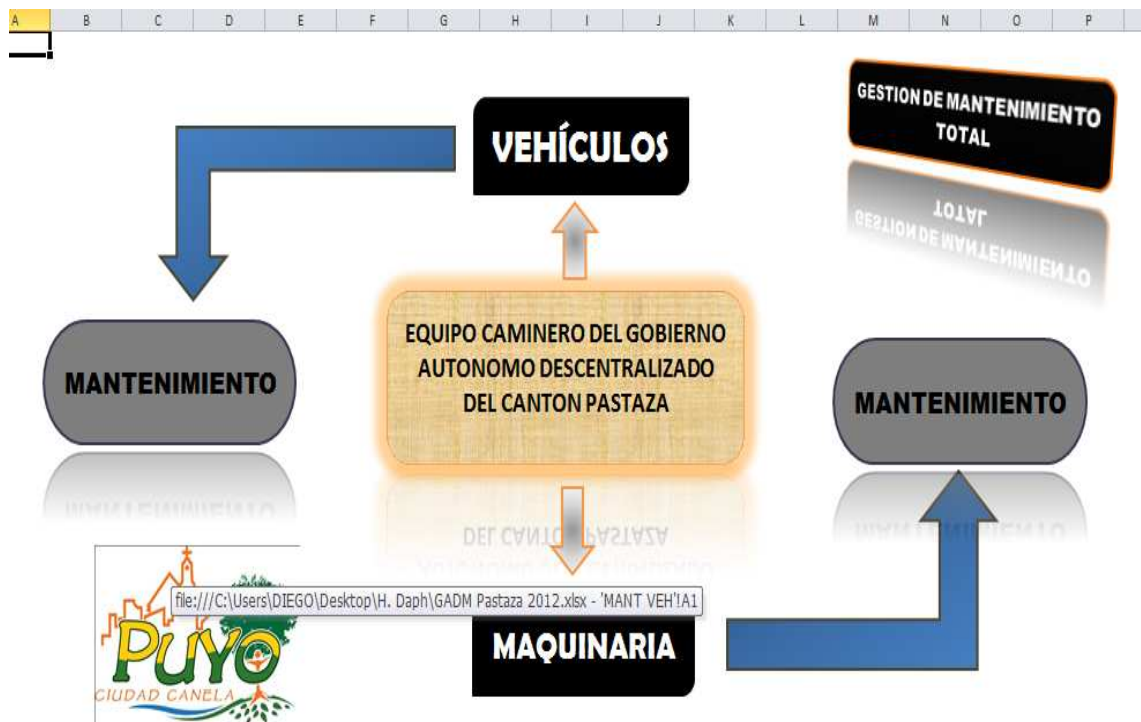 A B C D E F G H I J K L M N O P
GESTION DE MANTENIMIENTO
TOTAL
VEHÍCULOS
EQUIPO CAMINERO DEL GOBIERNO
AUTONOMO DESCENTRALIZADO
DEL CANTON PASTAZA
MANTENIMIENTO
MANTENIMIENTO
file:///C:\Users\DIEGO\Desktop\H. Daph\GADM Pastaza 2012.xlsx - 'MANT VEH'!A1
MAQUINARIA
PUYO
CIUDAD CANELA